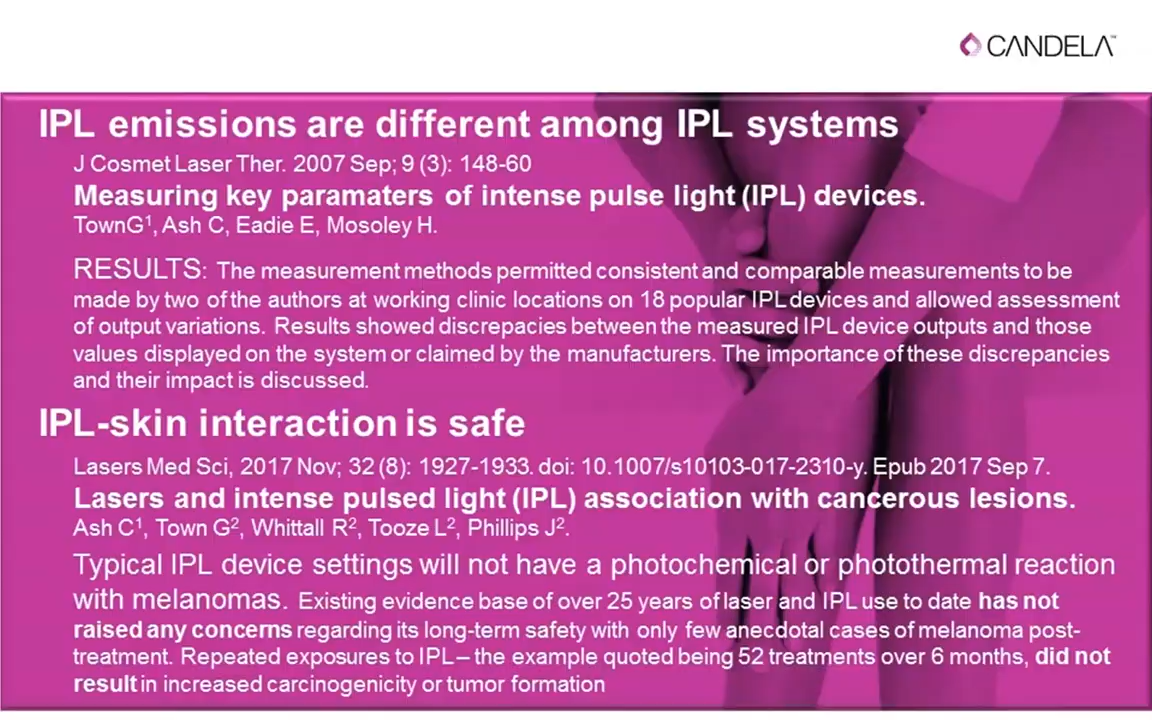 CANDELA™
IPL emissions are different among IPL systems
J Cosmet Laser Ther. 2007 Sep; 9 (3): 148-60
Measuring key paramaters of intense pulse light (IPL) devices.
TownG¹, Ash C, Eadie E, Mosoley H.
RESULTS: The measurement methods permitted consistent and comparable measurements to be
made by two of the authors at working clinic locations on 18 popular IPL devices and allowed assessment
of output variations. Results showed discrepacies between the measured IPL device outputs and those
values displayed on the system or claimed by the manufacturers. The importance of these discrepancies
and their impact is discussed.
IPL-skin interaction is safe
Lasers Med Sci, 2017 Nov; 32 (8): 1927-1933. doi: 10.1007/s10103-017-2310-y. Epub 2017 Sep 7.
Lasers and intense pulsed light (IPL) association with cancerous lesions.
Ash C¹, Town G², Whittall R², Tooze L², Phillips J².
Typical IPL device settings will not have a photochemical or photothermal reaction
with melanomas. Existing evidence base of over 25 years of laser and IPL use to date has not
raised any concerns regarding its long-term safety with only few anecdotal cases of melanoma post-
treatment. Repeated exposures to IPL – the example quoted being 52 treatments over 6 months, did not
result in increased carcinogenicity or tumor formation